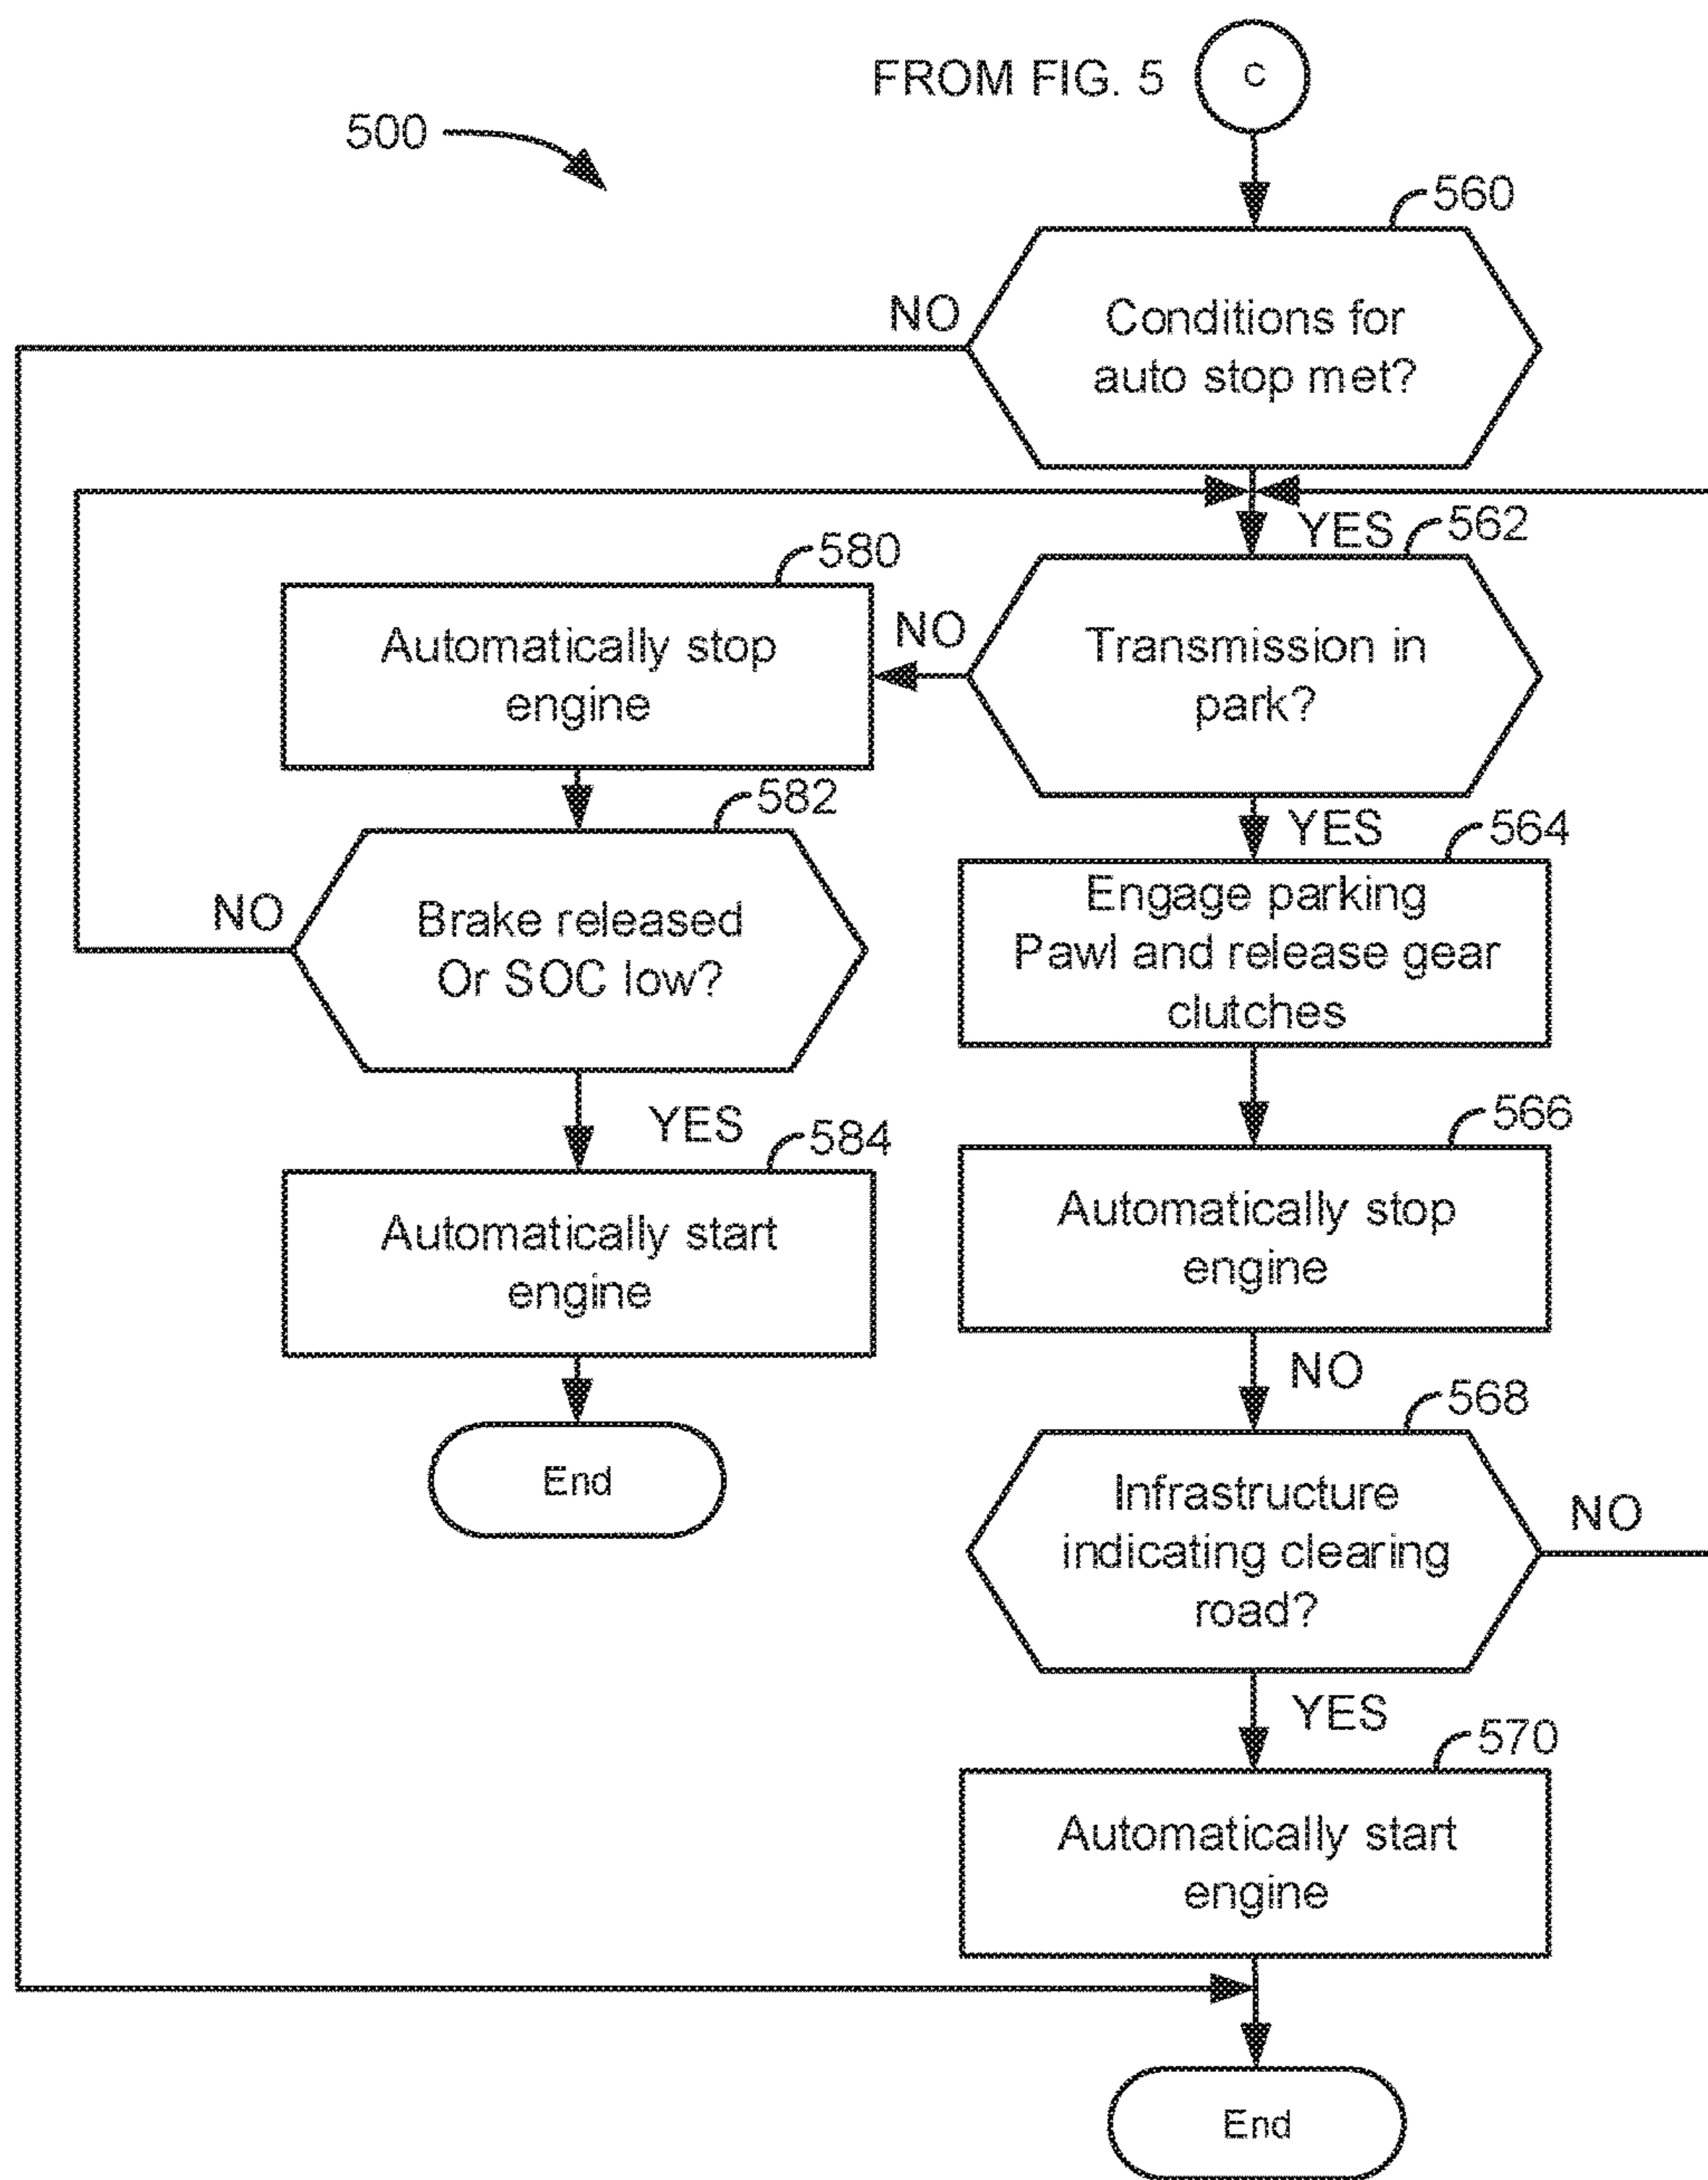 FROM FIG. 5
C
500
560
NO
Conditions for
auto stop met?
YES
562
580
NO
Automatically stop
engine
Transmission in
park?
582
YES
564
NO
Brake released
Or SOC low?
Engage parking
Pawl and release gear
clutches
YES
584
566
Automatically start
engine
Automatically stop
engine
NO
568
End
Infrastructure
indicating clearing
road?
NO
YES
570
Automatically start
engine
End